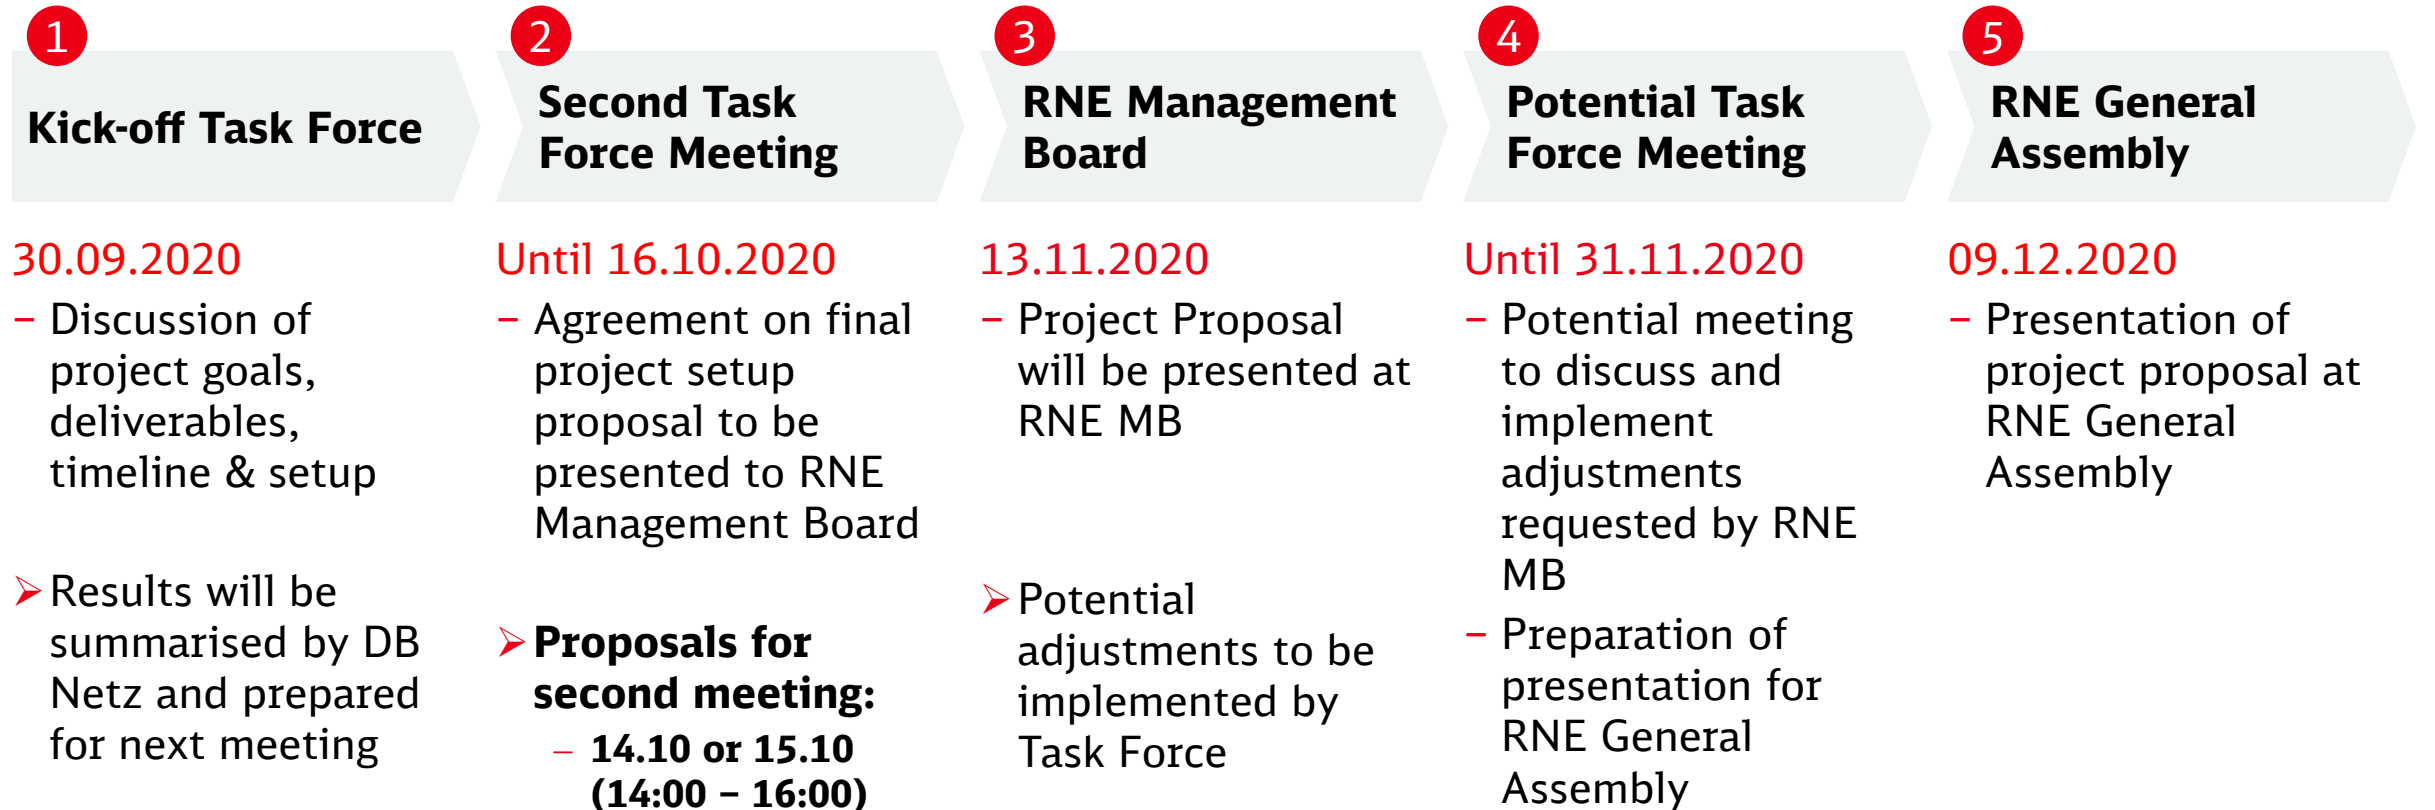 1
Kick-off Task Force
30.09.2020
– Discussion of
project goals,
deliverables,
timeline & setup
➢ Results will be
summarised by DB
Netz and prepared
for next meeting
2
Second Task
Force Meeting
Until 16.10.2020
– Agreement on final
project setup
proposal to be
presented to RNE
Management Board
➢ Proposals for
second meeting:
– 14.10 or 15.10
(14:00 – 16:00)
3
RNE Management
Board
13.11.2020
– Project Proposal
will be presented at
RNE MB
➢ Potential
adjustments to be
implemented by
Task Force
4
Potential Task
Force Meeting
Until 31.11.2020
– Potential meeting
to discuss and
implement
adjustments
requested by RNE
MB
– Preparation of
presentation for
RNE General
Assembly
5
RNE General
Assembly
09.12.2020
– Presentation of
project proposal at
RNE General
Assembly